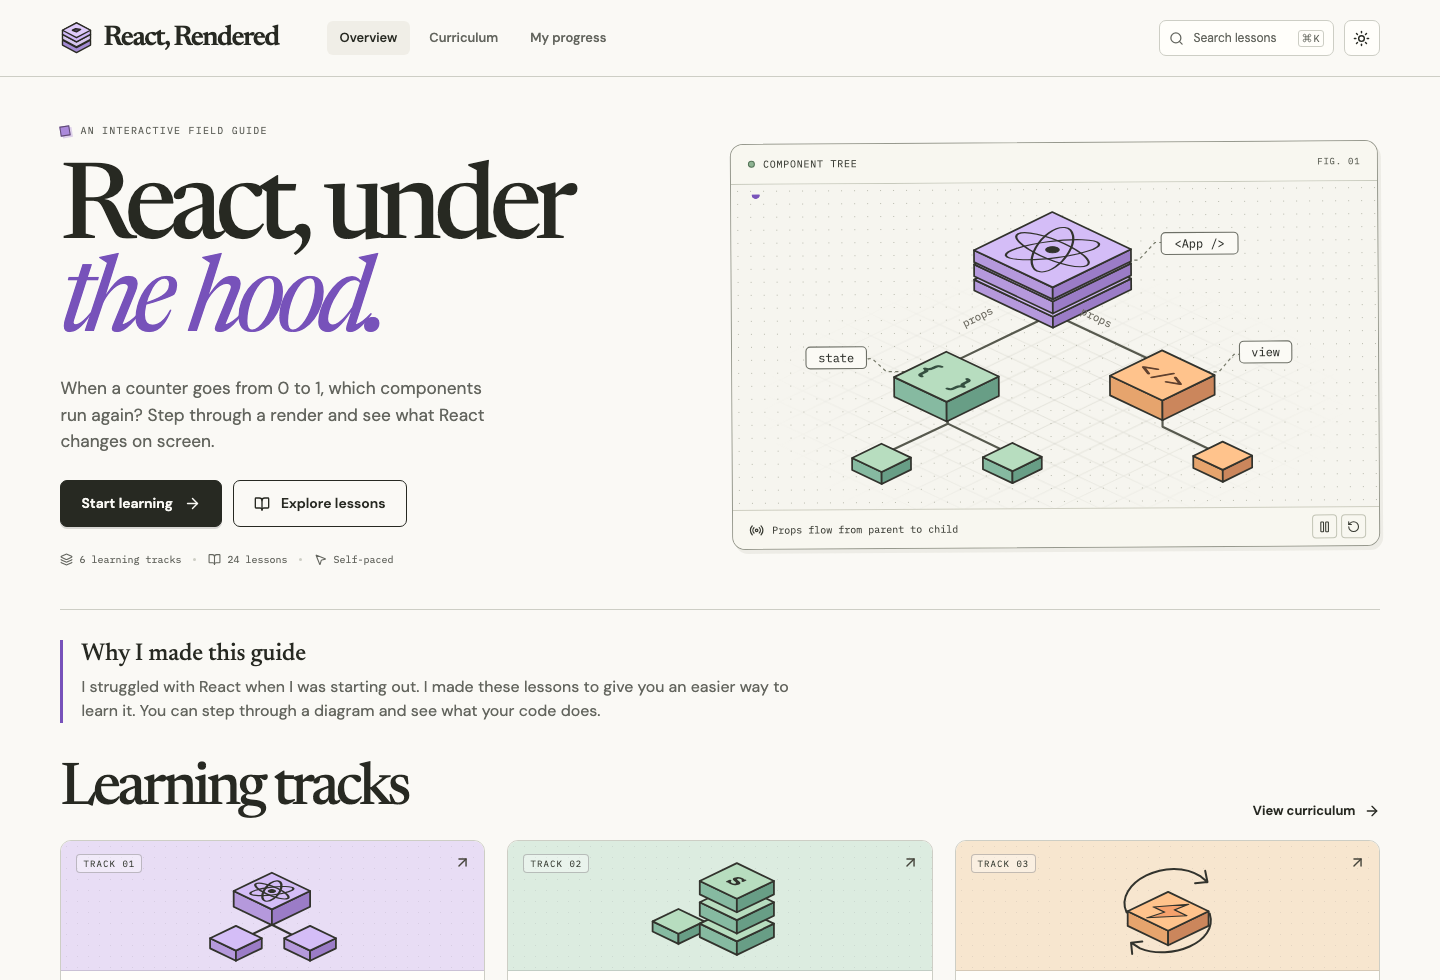 React, Rendered
Overview
Curriculum
My progress
Search lessons
⌘K
AN INTERACTIVE FIELD GUIDE
React, under
the hood.
When a counter goes from 0 to 1, which components
run again? Step through a render and see what React
changes on screen.
Start learning
Explore lessons
6 learning tracks
24 lessons
Self-paced
COMPONENT TREE
FIG. 01
<App />
props
props
state
view
{ }
</>
Props flow from parent to child
Why I made this guide
I struggled with React when I was starting out. I made these lessons to give you an easier way to
learn it. You can step through a diagram and see what your code does.
Learning tracks
View curriculum
TRACK 01
TRACK 02
S
TRACK 03